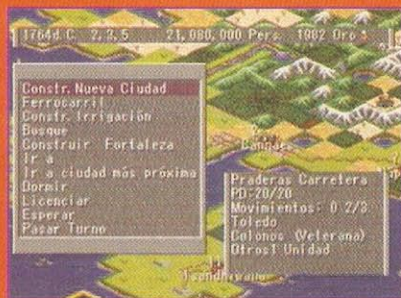 1764d.C. 2,3,5 21,080,000 Pers. 1982 Oro
Constr. Nueva Ciudad
Ferrocarril
Constr. Irrigación
Bosque
Construir Fortaleza
Ir a
Ir a ciudad más próxima
Dormir
Licenciar
Esperar
Pasar Turno
Praderas Carretera
PD:20/20
Movimientos: 0 2/3
Toledo
Colonos (Veterana)
Otros1 Unidad